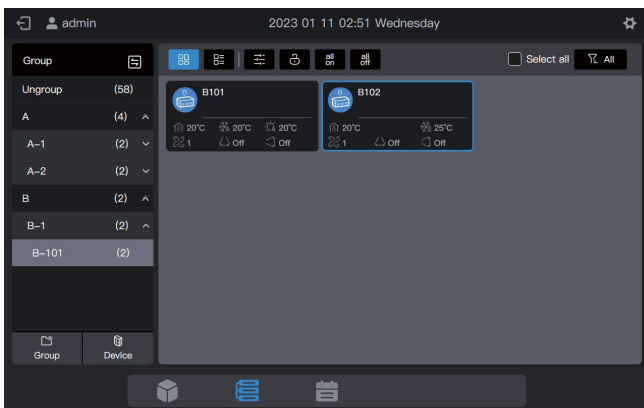 admin
2023 01 11 02:51 Wednesday
Group
all on
all off
Select all
All
Ungroup (58)
A (4)
A-1 (2)
A-2 (2)
B (2)
B-1 (2)
B-101 (2)
B101
20°C 20°C 20°C
1 Off Off
B102
20°C 25°C
1 Off Off
Group
Device